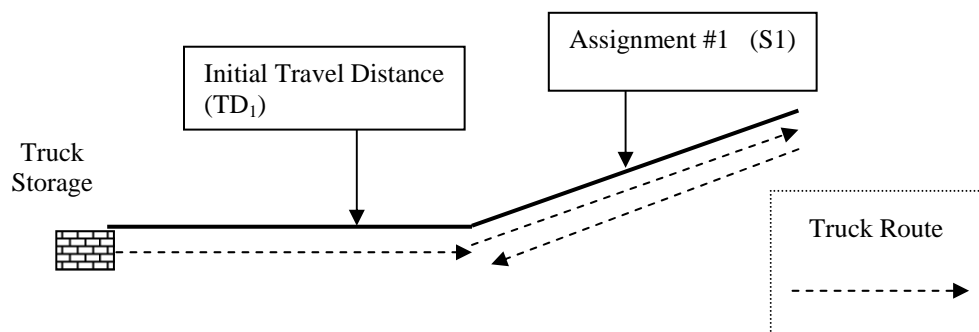 Assignment #1 (S1)
Initial Travel Distance
(TD₁)
Truck
Storage
Truck Route